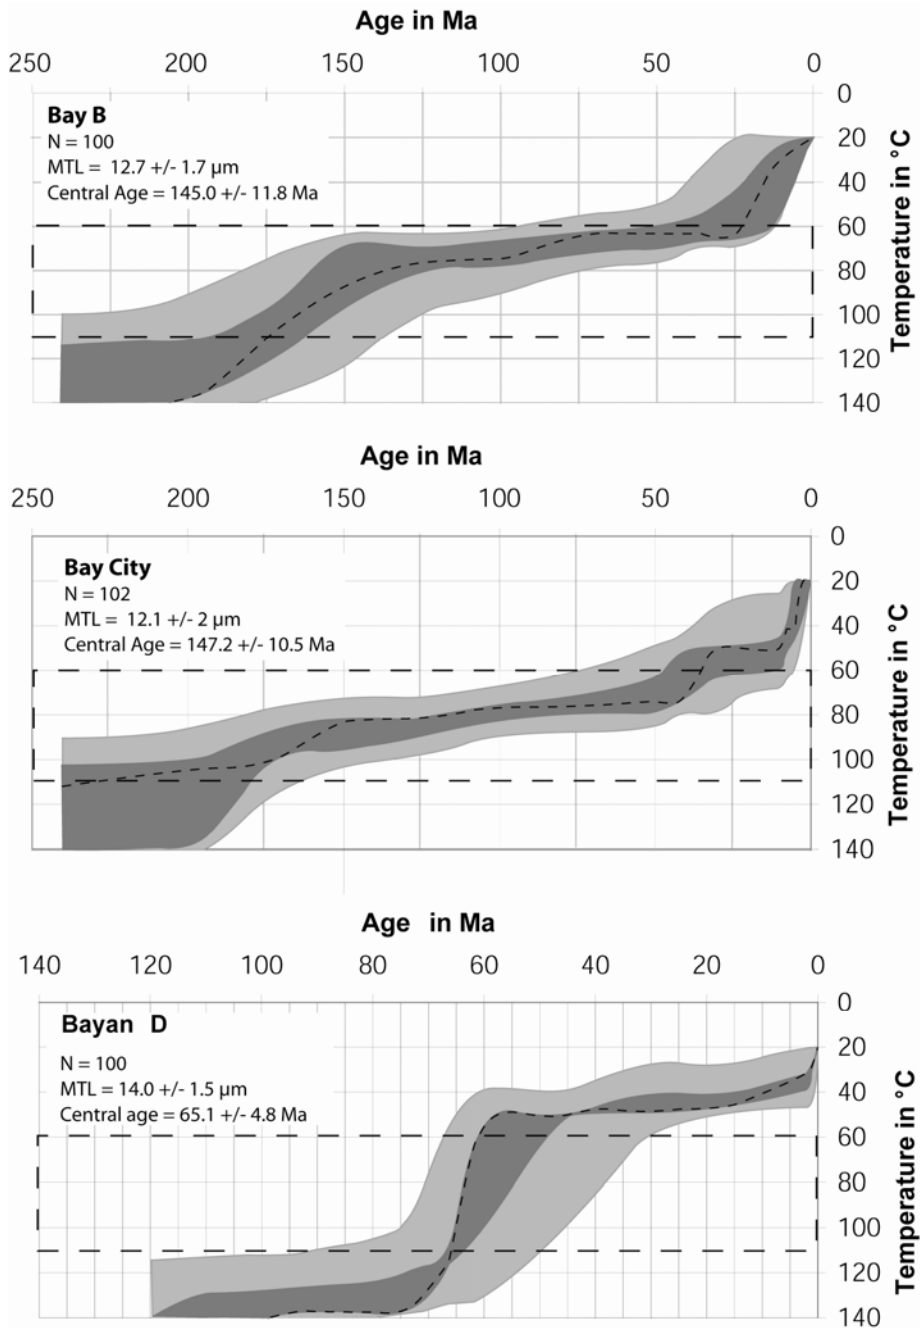 Age in Ma
250 200 150 100 50 0
0
Bay B
N = 100
MTL = 12.7 +/- 1.7 µm
Central Age = 145.0 +/- 11.8 Ma
20
40
60
80
100
120
140
Temperature in °C
Age in Ma
250 200 150 100 50 0
0
Bay City
N = 102
MTL = 12.1 +/- 2 µm
Central Age = 147.2 +/- 10.5 Ma
20
40
60
80
100
120
140
Temperature in °C
Age in Ma
140 120 100 80 60 40 20 0
0
Bayan D
N = 100
MTL = 14.0 +/- 1.5 µm
Central age = 65.1 +/- 4.8 Ma
20
40
60
80
100
120
140
Temperature in °C